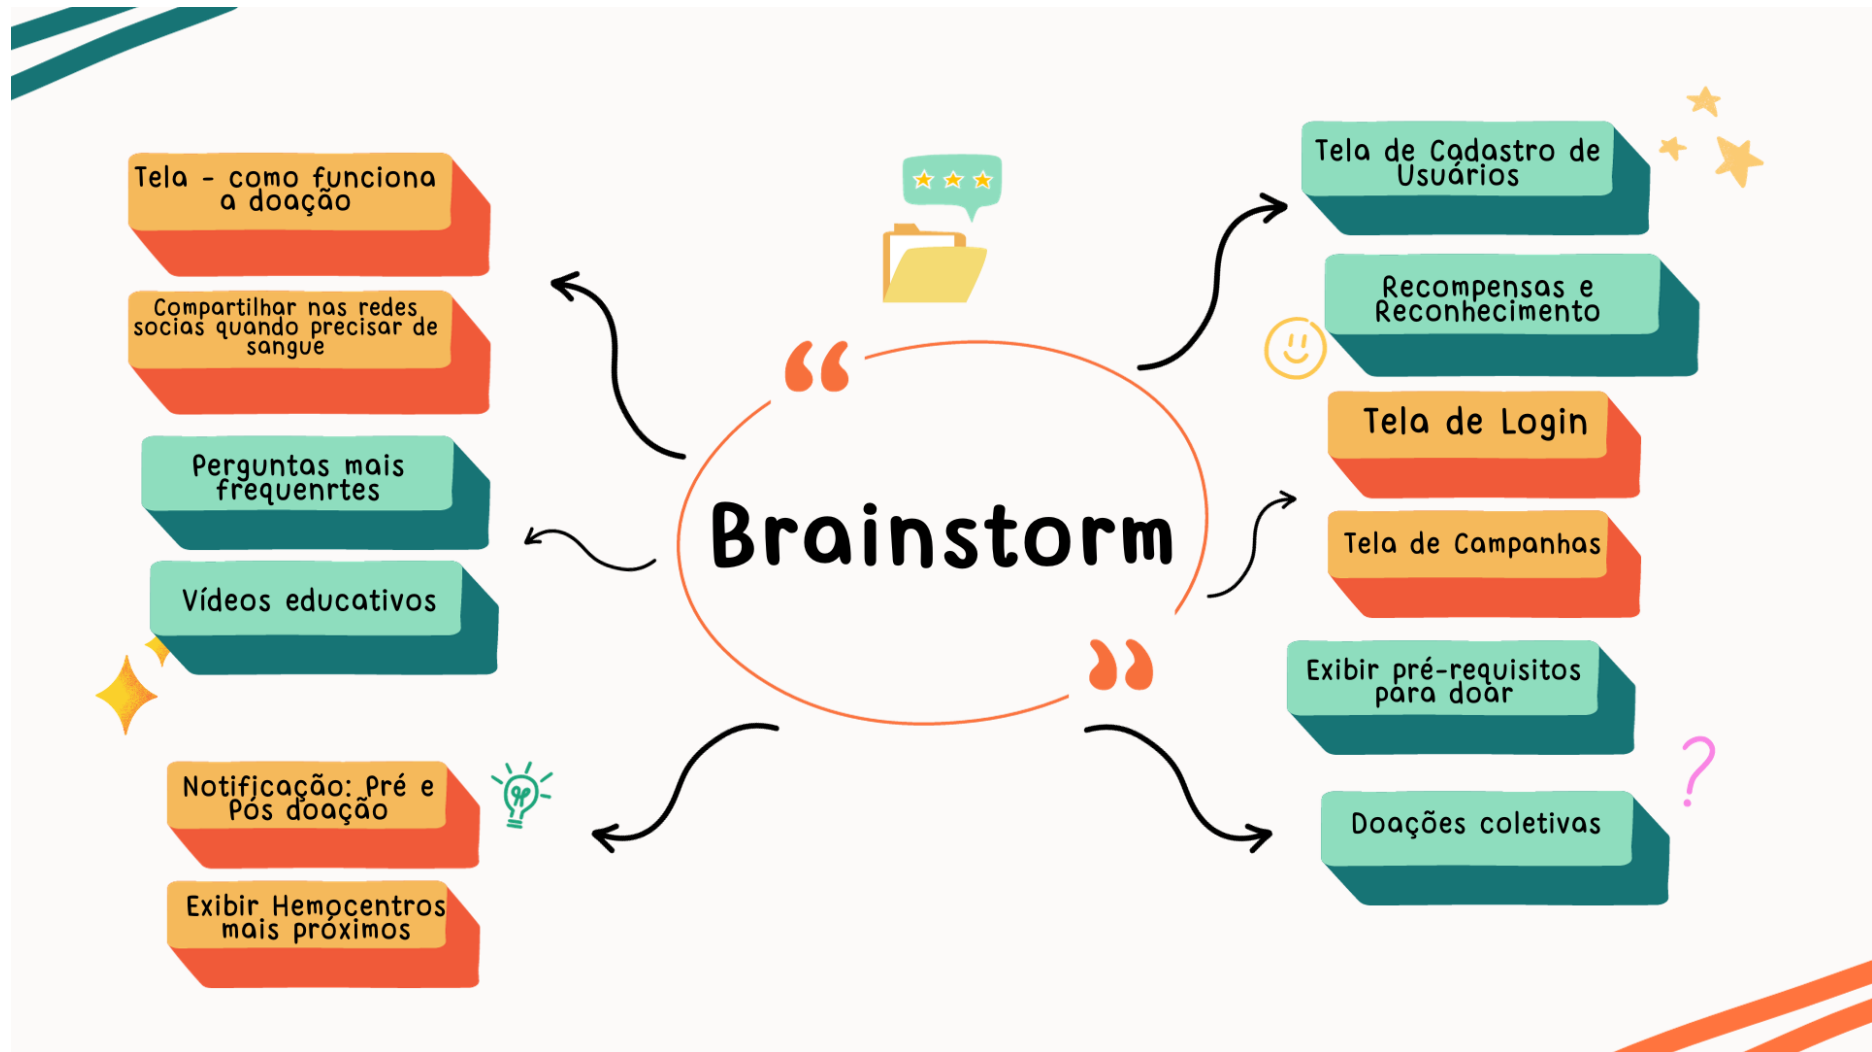 Tela - como funciona
a doação
Compartilhar nas redes
socias quando precisar de
sangue
Perguntas mais
frequenrtes
Vídeos educativos
Notificação: Pré e
Pós doação
Exibir Hemocentros
mais próximos
“
Brainstorm
”
Tela de Cadastro de
Usuários
Recompensas e
Reconhecimento
Tela de Login
Tela de Campanhas
Exibir pré-requisitos
para doar
Doações coletivas
?